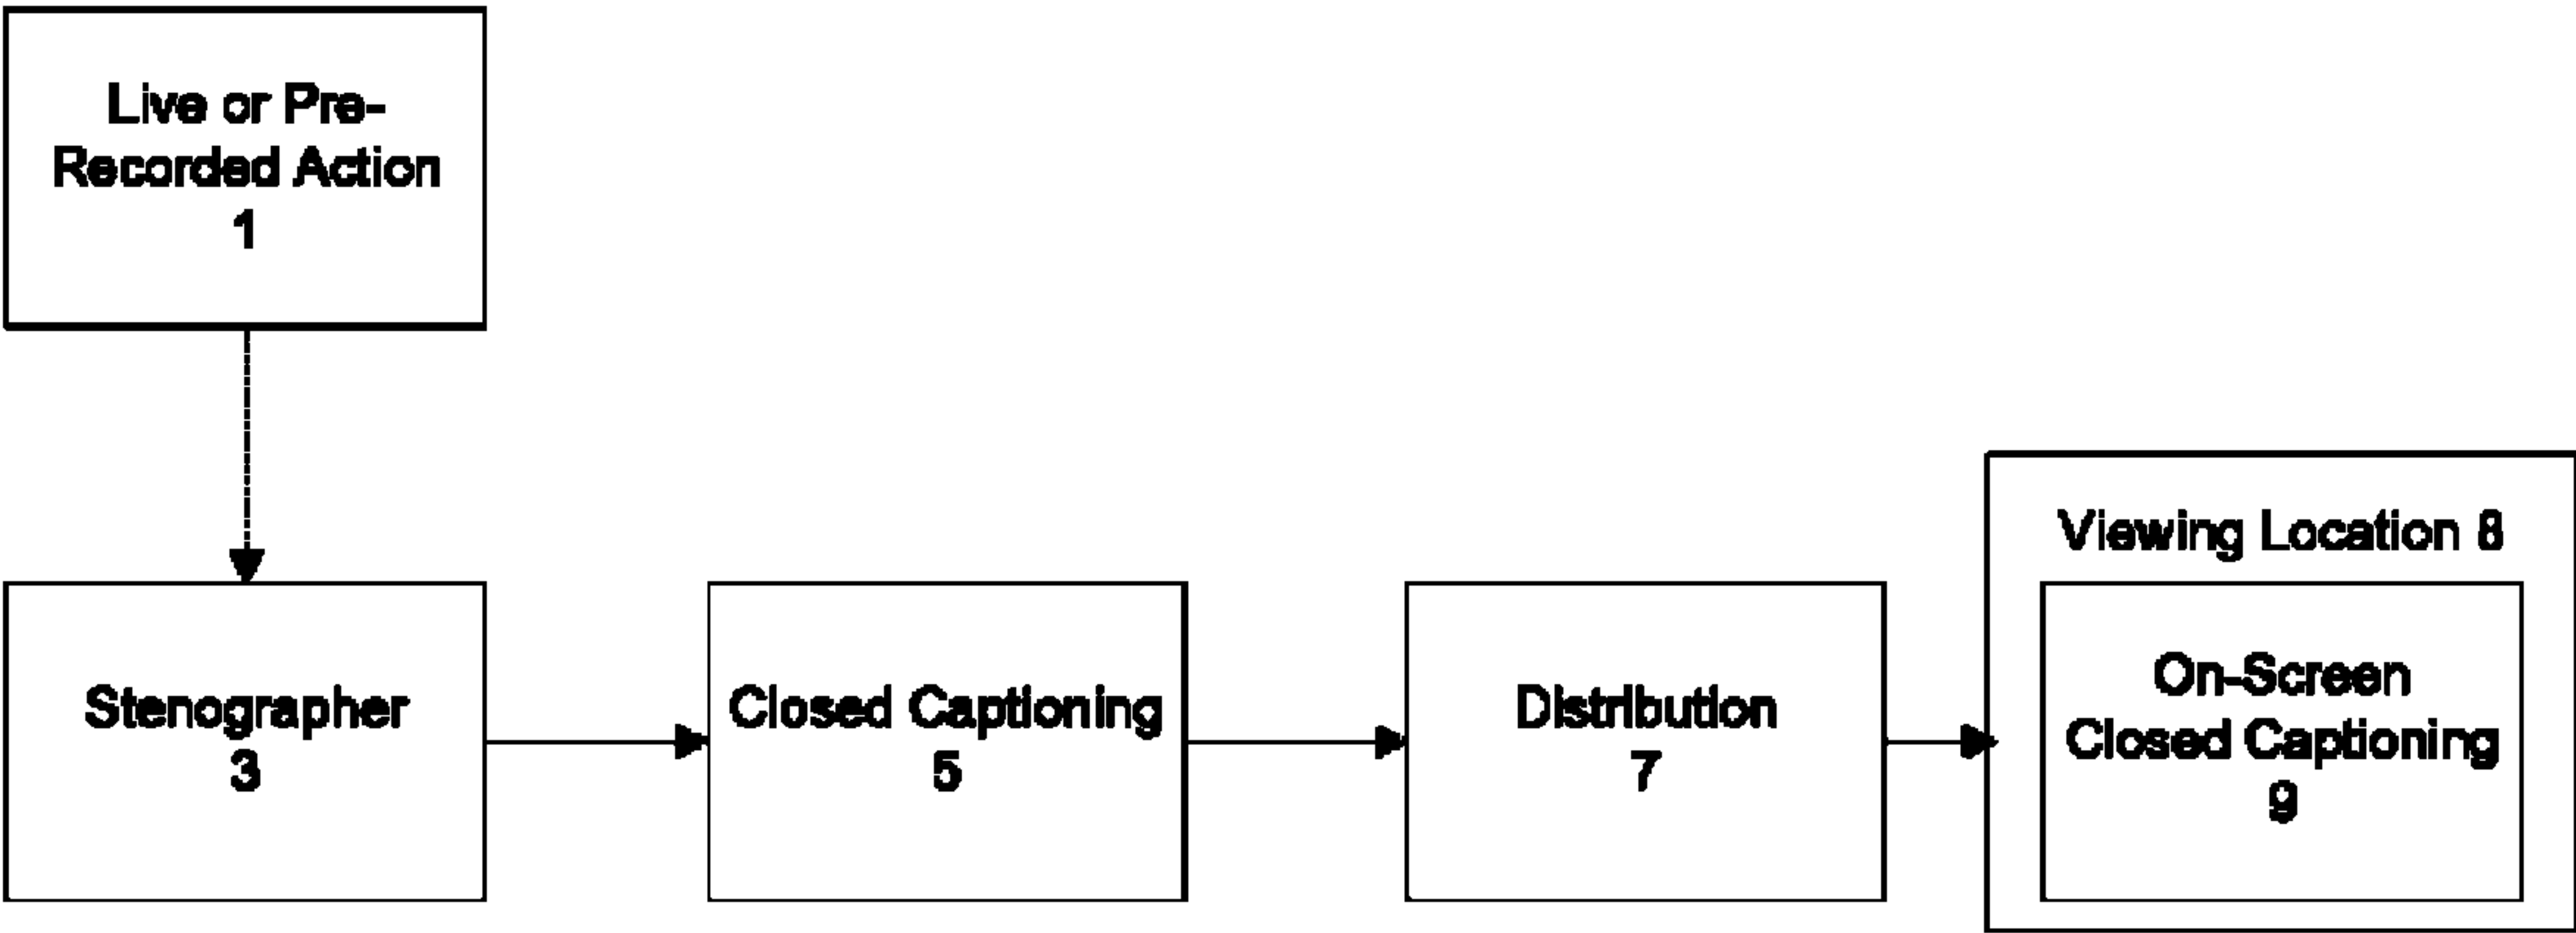 Live or Pre-
Recorded Action
1
Stenographer
3
Closed Captioning
5
Distribution
7
Viewing Location 8
On-Screen
Closed Captioning
9